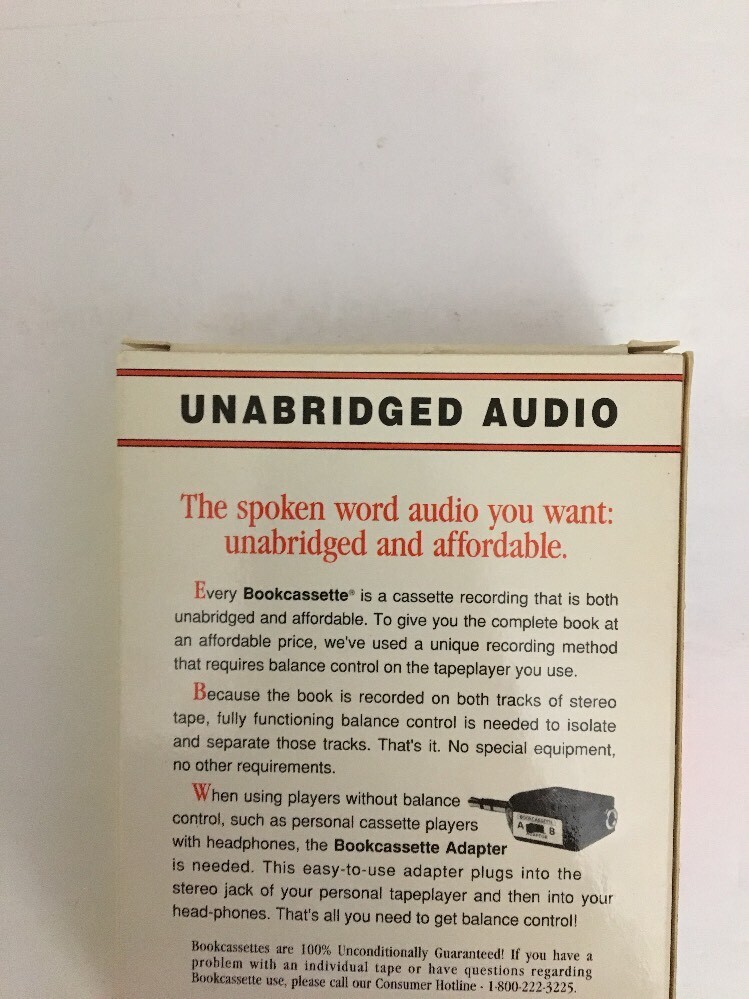 UNABRIDGED AUDIO
The spoken word audio you want:
unabridged and affordable.
Every Bookcassette® is a cassette recording that is both
unabridged and affordable. To give you the complete book at
an affordable price, we've used a unique recording method
that requires balance control on the tapeplayer you use.
Because the book is recorded on both tracks of stereo
tape, fully functioning balance control is needed to isolate
and separate those tracks. That's it. No special equipment,
no other requirements.
When using players without balance
control, such as personal cassette players
with headphones, the Bookcassette Adapter
is needed. This easy-to-use adapter plugs into the
stereo jack of your personal tapeplayer and then into your
head-phones. That's all you need to get balance control!
BOOKCASSETTE
A B
ADAPTER
Bookcassettes are 100% Unconditionally Guaranteed! If you have a
problem with an individual tape or have questions regarding
Bookcassette use, please call our Consumer Hotline - 1-800-222-3225.